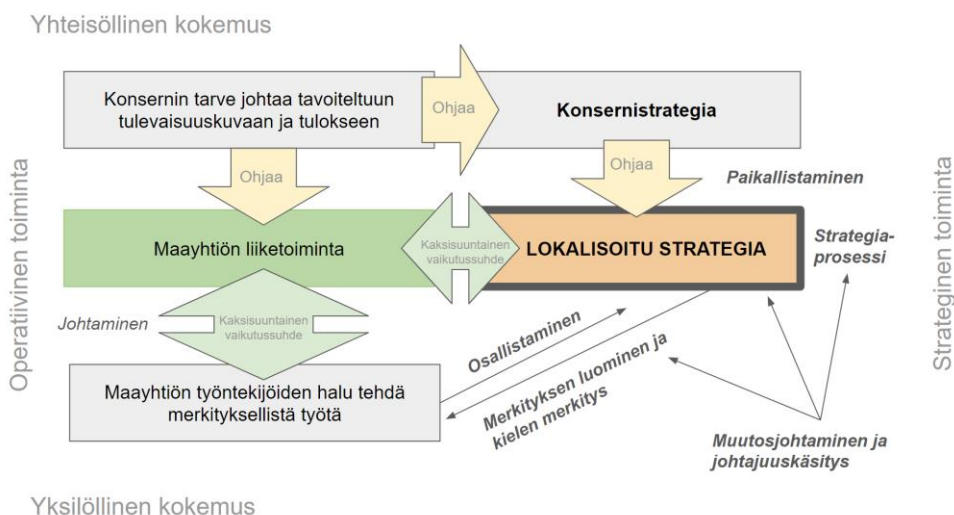 Yhteisöllinen kokemus
Konsernin tarve johtaa tavoiteltuun
tulevaisuuskuvaan ja tulokseen
Ohjaa
Konsernistrategia
Ohjaa
Ohjaa
Paikallistaminen
Operatiivinen toiminta
Maayhtiön liiketoiminta
Kaksisuuntainen
vaikutussuhde
LOKALISOITU STRATEGIA
Strategia-
prosessi
Strateginen toiminta
Johtaminen
Kaksisuuntainen
vaikutussuhde
Osallistaminen
Merkityksen luominen ja
kielen merkitys
Maayhtiön työntekijöiden halu tehdä
merkityksellistä työtä
Muutosjohtaminen ja
johtajuuskäsitys
Yksilöllinen kokemus